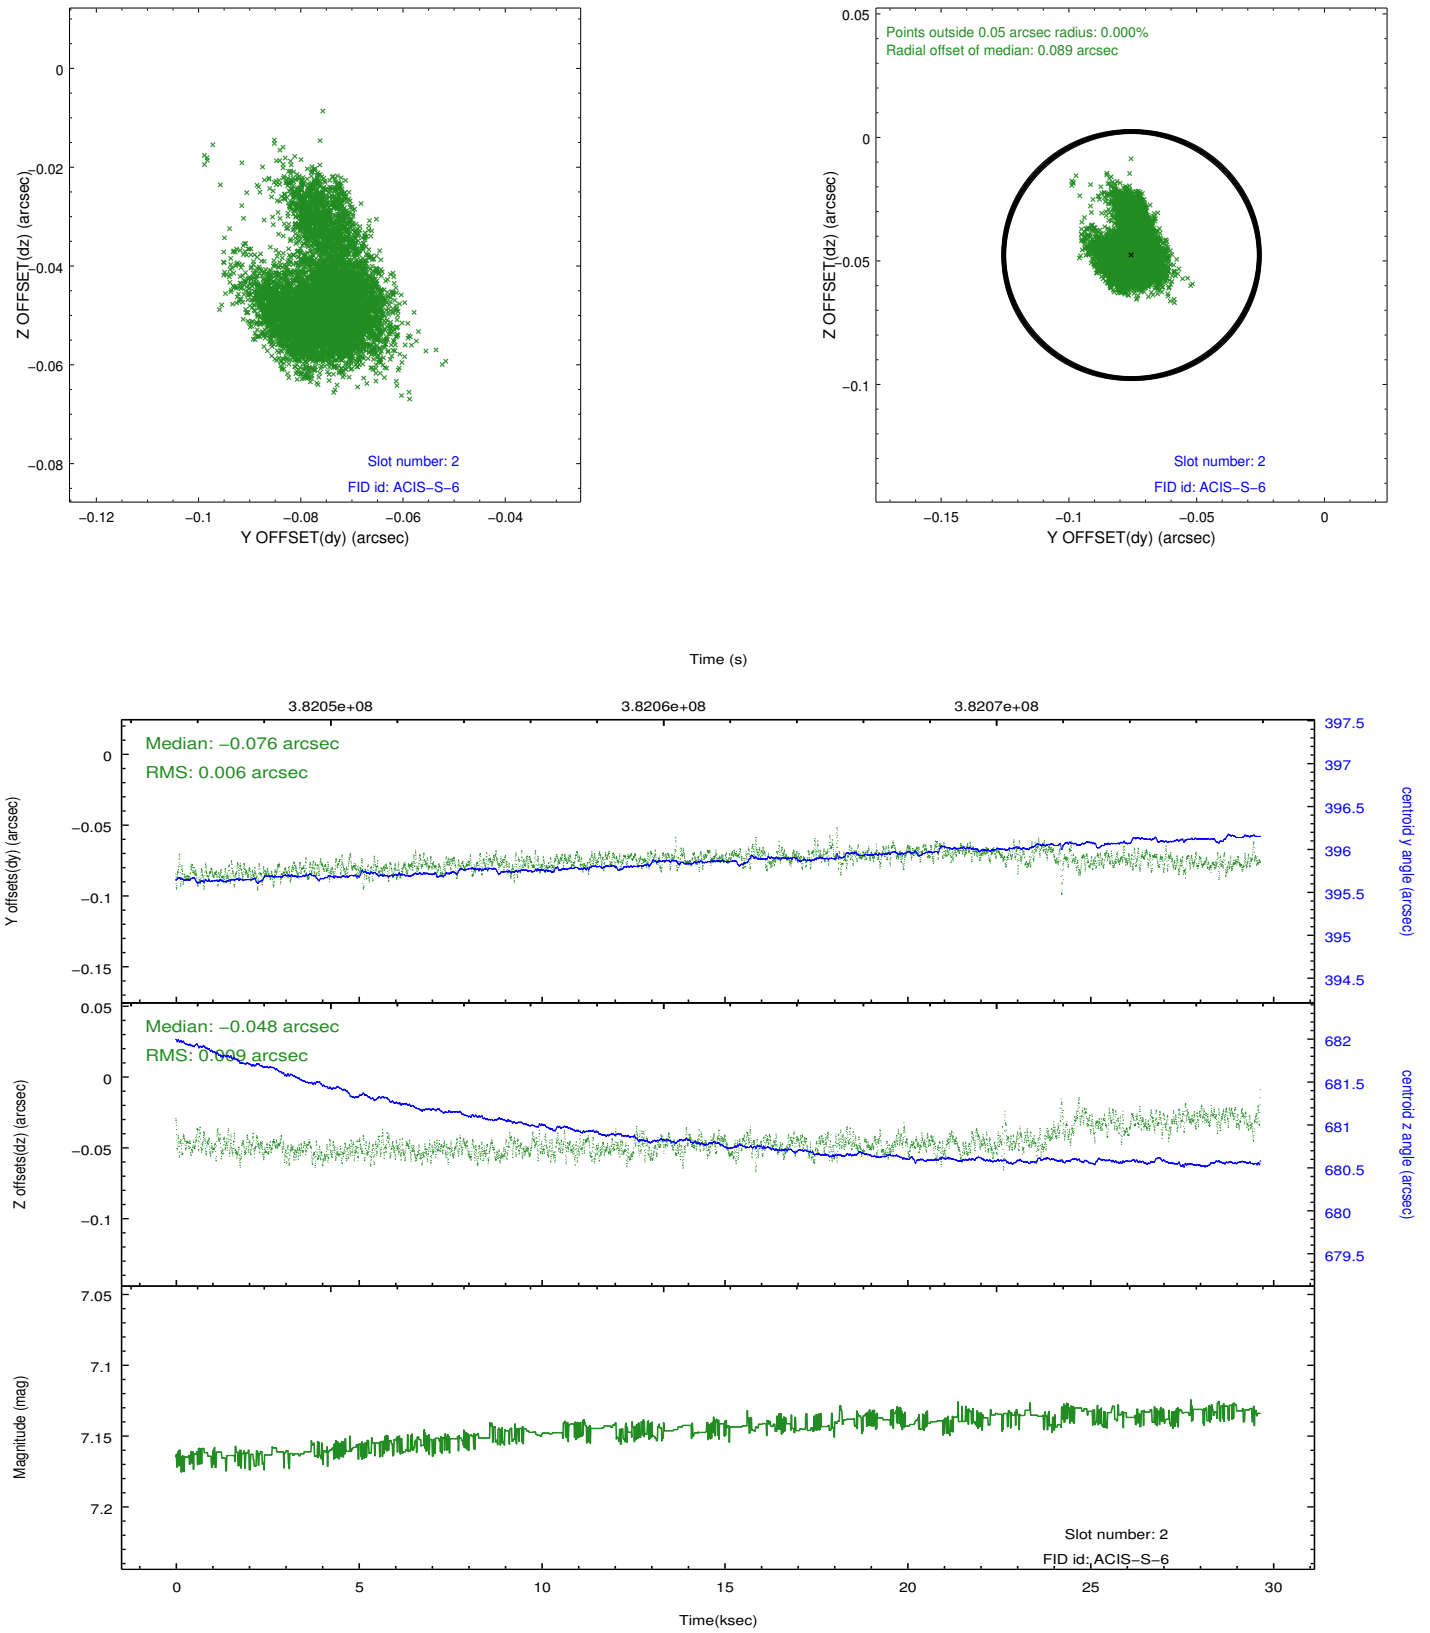 0
−0.02
−0.04
−0.06
−0.08
Z OFFSET(dz) (arcsec)
Slot number: 2
FID id: ACIS−S−6
−0.12
−0.1
−0.08
−0.06
−0.04
Y OFFSET(dy) (arcsec)
0.05
0
−0.05
−0.1
Z OFFSET(dz) (arcsec)
Points outside 0.05 arcsec radius: 0.000%
Radial offset of median: 0.089 arcsec
Slot number: 2
FID id: ACIS−S−6
−0.15
−0.1
−0.05
0
Y OFFSET(dy) (arcsec)
Time (s)
3.8205e+08
3.8206e+08
3.8207e+08
Median: −0.076 arcsec
RMS: 0.006 arcsec
0
−0.05
−0.1
−0.15
Y offsets(dy) (arcsec)
397.5
397
396.5
396
395.5
395
394.5
centroid y angle (arcsec)
Median: −0.048 arcsec
RMS: 0.009 arcsec
0.05
0
−0.05
−0.1
Z offsets(dz) (arcsec)
682
681.5
681
680.5
680
679.5
centroid z angle (arcsec)
7.05
7.1
7.15
7.2
Magnitude (mag)
Slot number: 2
FID id: ACIS−S−6
0
5
10
15
20
25
30
Time(ksec)